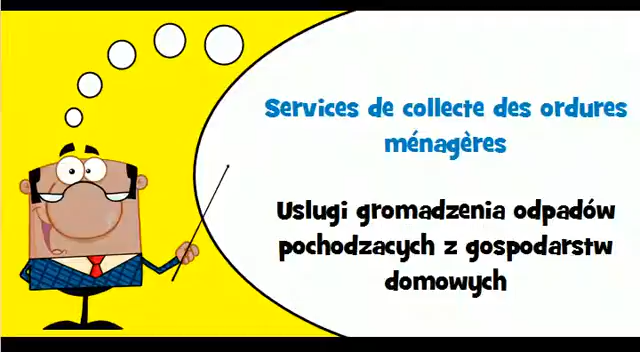 Services de collecte des ordures
ménagères
Uslugi gromadzenia odpadów
pochodzacych z gospodarstw
domowych